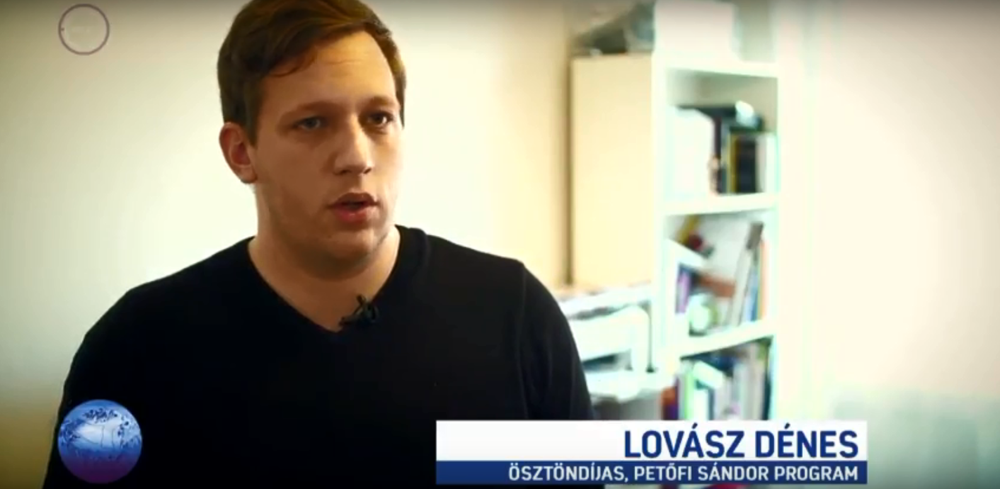 LOVÁSZ DÉNES
ÖSZTÖNDÍJAS, PETŐFI SÁNDOR PROGRAM